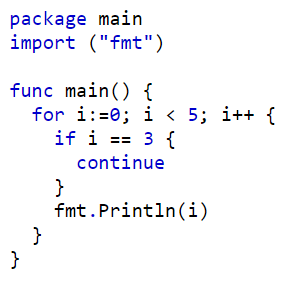 package main
import ("fmt")

func main() {
  for i:=0; i < 5; i++ {
    if i == 3 {
      continue
    }
    fmt.Println(i)
  }
}